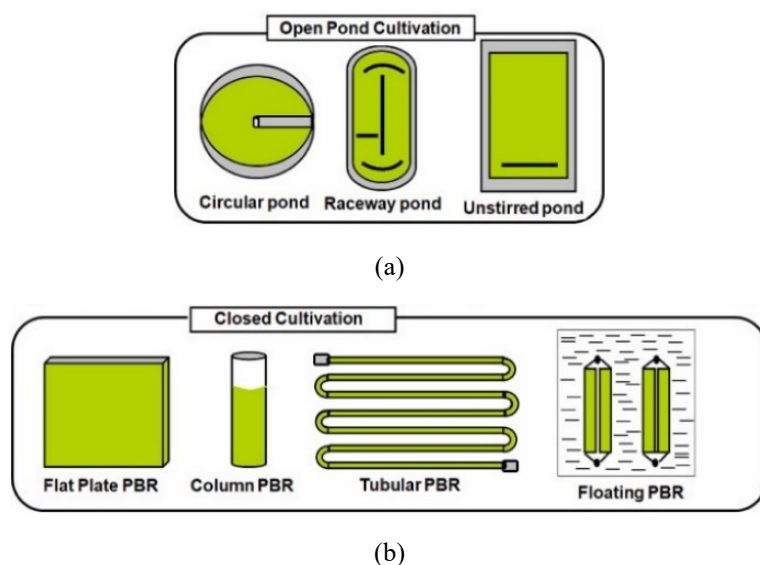 Open Pond Cultivation
Circular pond
Raceway pond
Unstirred pond
(a)
Closed Cultivation
Flat Plate PBR
Column PBR
Tubular PBR
Floating PBR
(b)